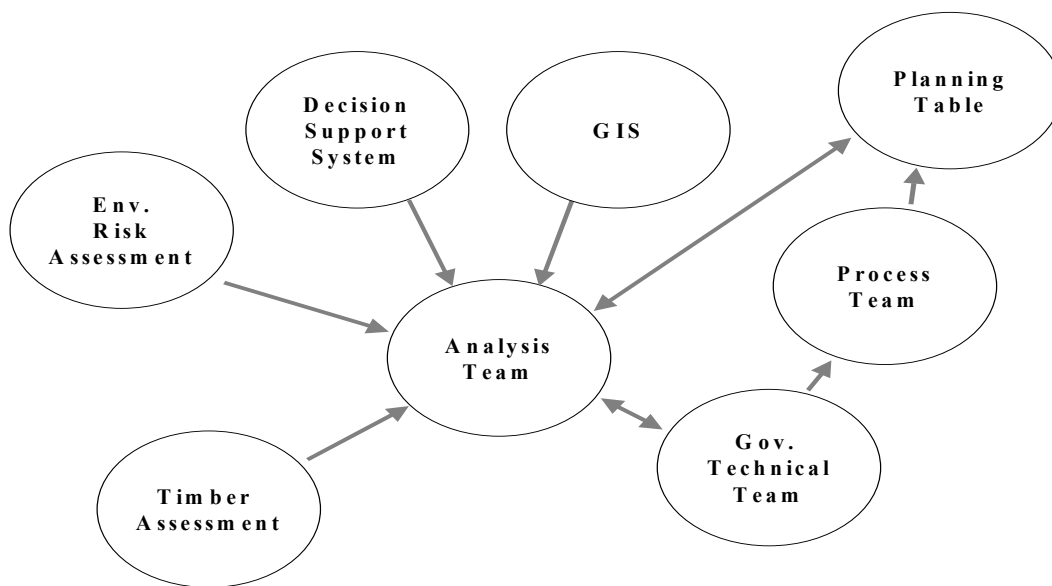 Decision
Support
System
GIS
Planning
Table
Env.
Risk
Assessment
Process
Team
Analysis
Team
Gov.
Technical
Team
Timber
Assessment